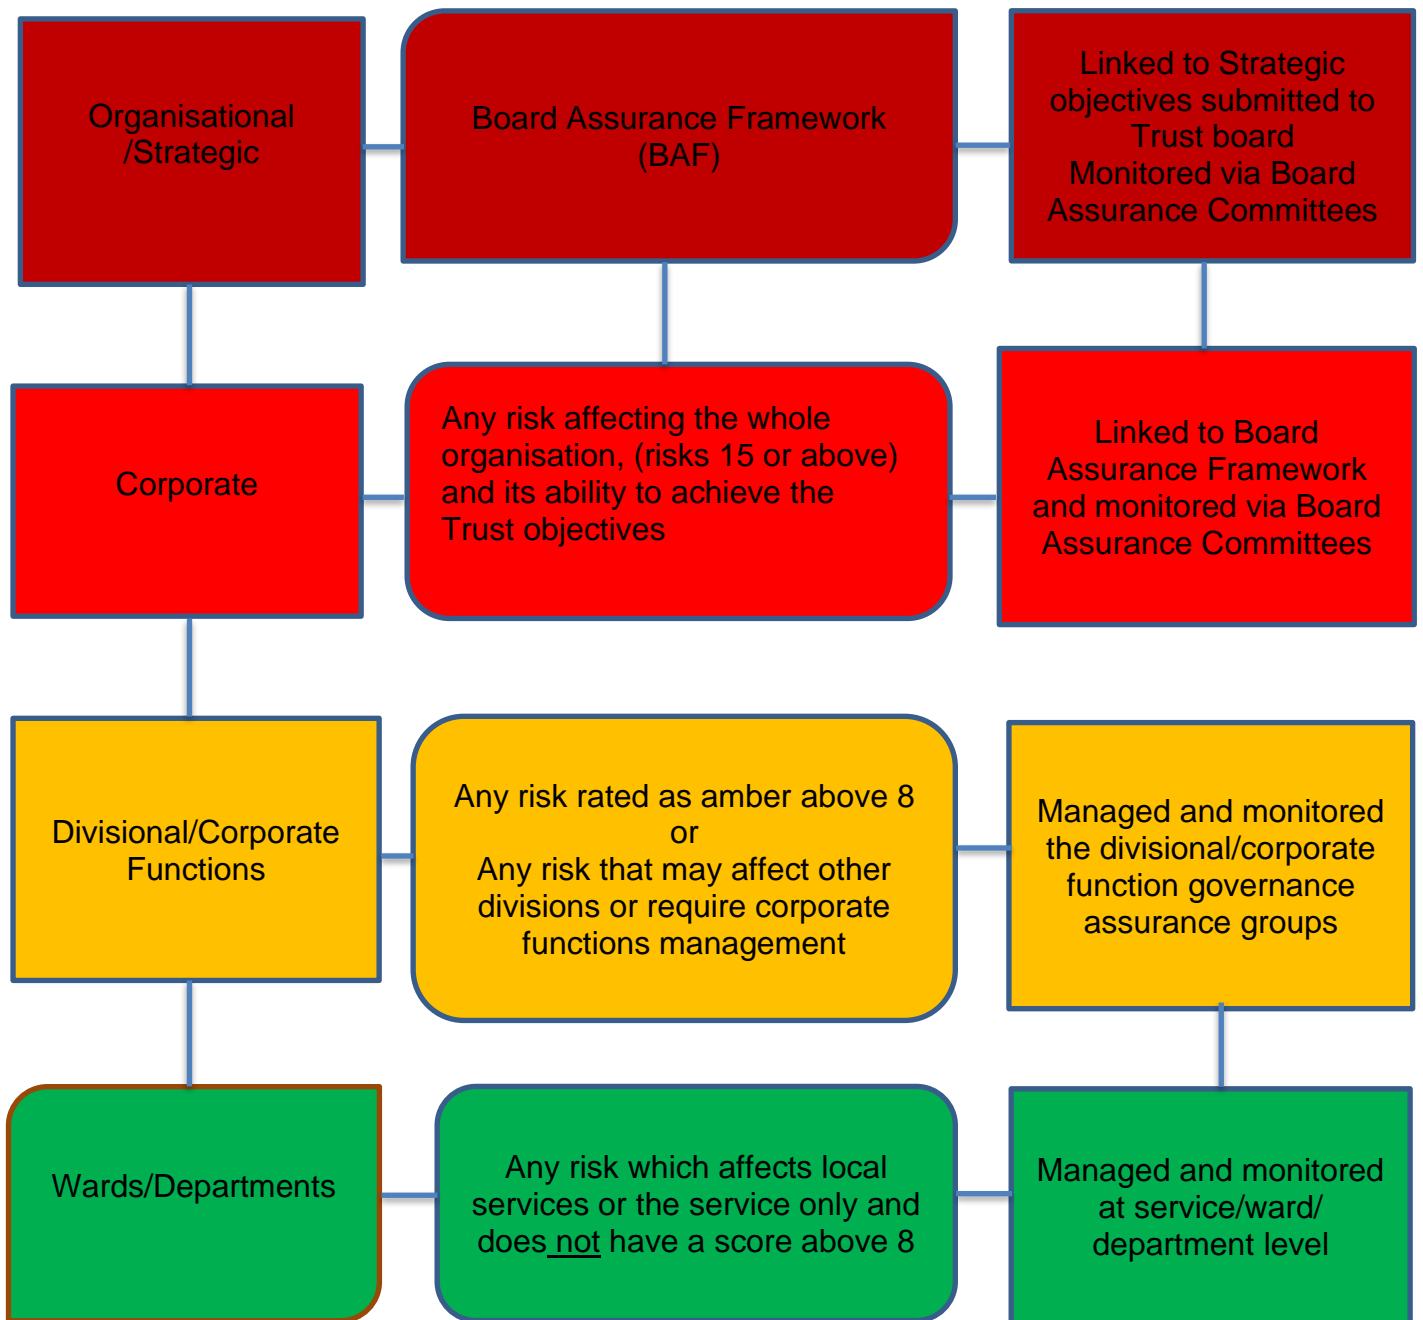 Organisational
/Strategic
Board Assurance Framework
(BAF)
Linked to Strategic
objectives submitted to
Trust board
Monitored via Board
Assurance Committees
Corporate
Any risk affecting the whole
organisation, (risks 15 or above)
and its ability to achieve the
Trust objectives
Linked to Board
Assurance Framework
and monitored via Board
Assurance Committees
Divisional/Corporate
Functions
Any risk rated as amber above 8
or
Any risk that may affect other
divisions or require corporate
functions management
Managed and monitored
the divisional/corporate
function governance
assurance groups
Wards/Departments
Any risk which affects local
services or the service only and
does not have a score above 8
Managed and monitored
at service/ward/
department level